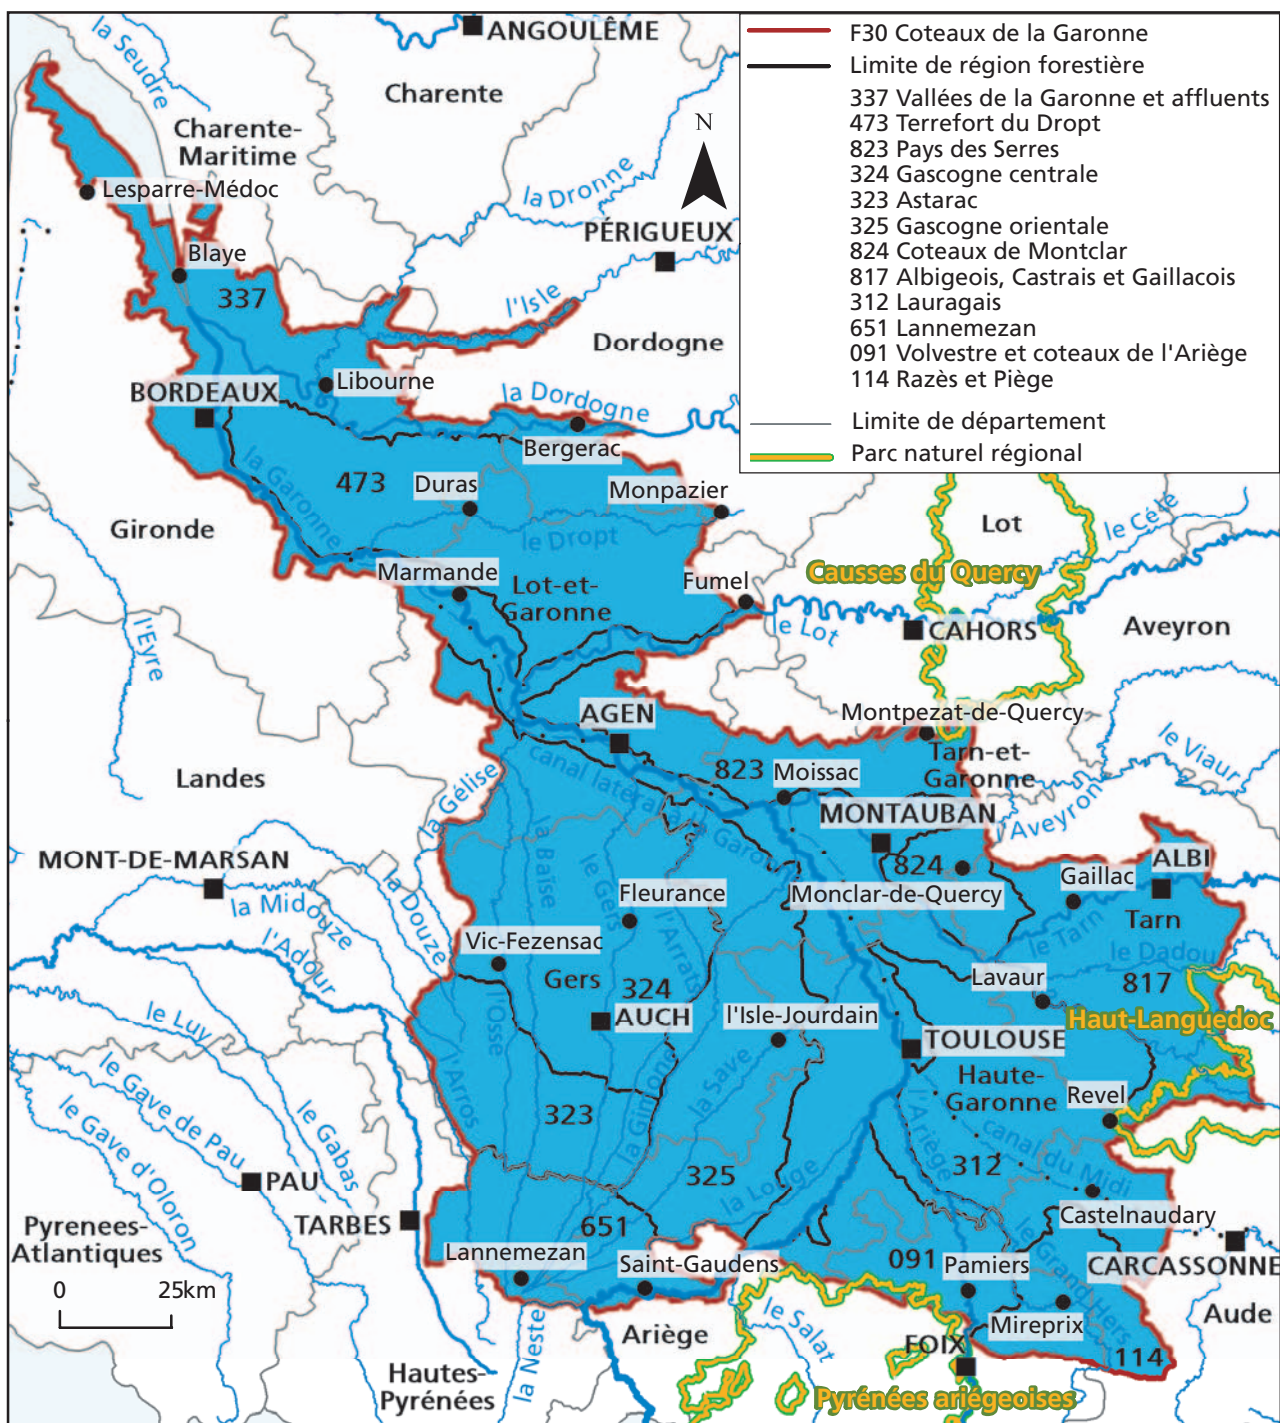 la Seudre
ANGOULÊME
Charente
Charente-
Maritime
N
F30 Coteaux de la Garonne
Limite de région forestière
337 Vallées de la Garonne et affluents
473 Terrefort du Dropt
823 Pays des Serres
324 Gascogne centrale
323 Astarac
325 Gascogne orientale
824 Coteaux de Montclar
817 Albigeois, Castrais et Gaillacois
312 Lauragais
651 Lannemezan
091 Volvestre et coteaux de l'Ariège
114 Razès et Piège
Limite de département
Parc naturel régional
Lesparre-Médoc
la Dronne
PÉRIGUEUX
Blaye
337
l'Isle
Dordogne
Libourne
BORDEAUX
la Dordogne
Bergerac
la Garonne
473
Duras
Monpazier
Gironde
le Dropt
Lot
le Célé
Marmande
Lot-et-
Garonne
Fumel
Causses du Quercy
le Lot
CAHORS
Aveyron
l'Eyre
AGEN
Montpezat-de-Quercy
Tarn-et-
Garonne
le Viaur
Landes
la Gélise
canal latéral à la Garonne
823
Moissac
MONTAUBAN
l'Aveyron
824
Monclar-de-Quercy
ALBI
Gaillac
Tarn
le Tarn
le Dadou
MONT-DE-MARSAN
la Midouze
la Douze
l'Adour
la Baïse
le Gers
Fleurance
l'Arrats
Vic-Fezensac
Gers
324
l'Osse
AUCH
l'Isle-Jourdain
Lavaur
817
Haut-Languedoc
TOULOUSE
Haute-
Garonne
Revel
le Luy
le Gabas
le Gave de Pau
le Gave d'Oloron
l'Arros
323
la Gimone
la Save
l'Ariège
canal du Midi
312
325
la Louge
PAU
TARBES
Pyrenees-
Atlantiques
651
Castelnaudary
CARCASSONNE
Lannemezan
Saint-Gaudens
091
Pamiers
le Grand Hers
0
25km
Mireprix
Aude
Ariège
le Salat
FOIX
114
la Neste
Hautes-
Pyrénées
Pyrénées ariégeoises